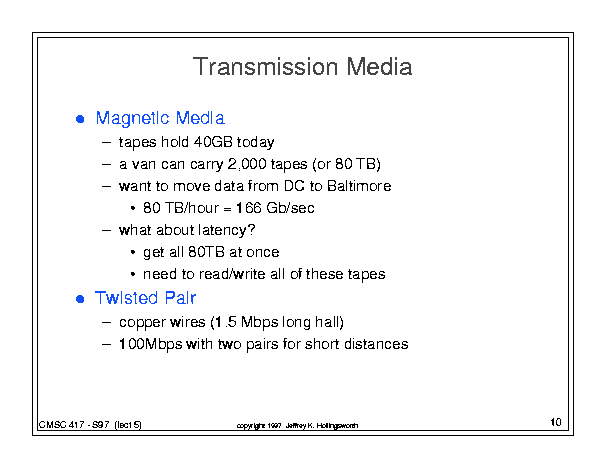 Transmission Media
● Magnetic Media
– tapes hold 40GB today
– a van can carry 2,000 tapes (or 80 TB)
– want to move data from DC to Baltimore
• 80 TB/hour = 166 Gb/sec
– what about latency?
• get all 80TB at once
• need to read/write all of these tapes
● Twisted Pair
– copper wires (1.5 Mbps long hall)
– 100Mbps with two pairs for short distances
CMSC 417 - S97 (lect5)
copyright 1997 Jeffrey K. Hollingsworth
10